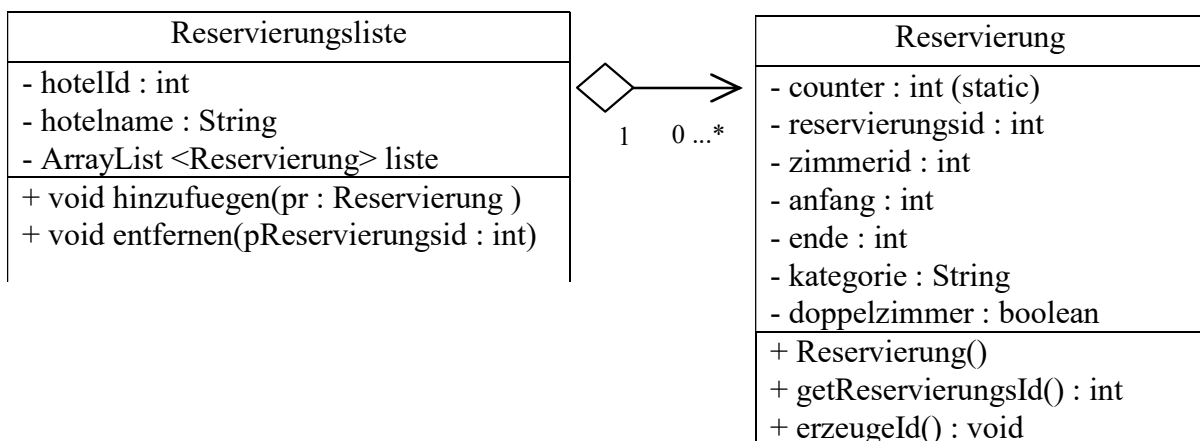 Reservierungsliste
- hotelId : int
- hotelname : String
- ArrayList <Reservierung> liste
+ void hinzufuegen(pr : Reservierung )
+ void entfernen(pReservierungsid : int)
1 0 ...*
Reservierung
- counter : int (static)
- reservierungsid : int
- zimmerid : int
- anfang : int
- ende : int
- kategorie : String
- doppelzimmer : boolean
+ Reservierung()
+ getReservierungsId() : int
+ erzeugeId() : void